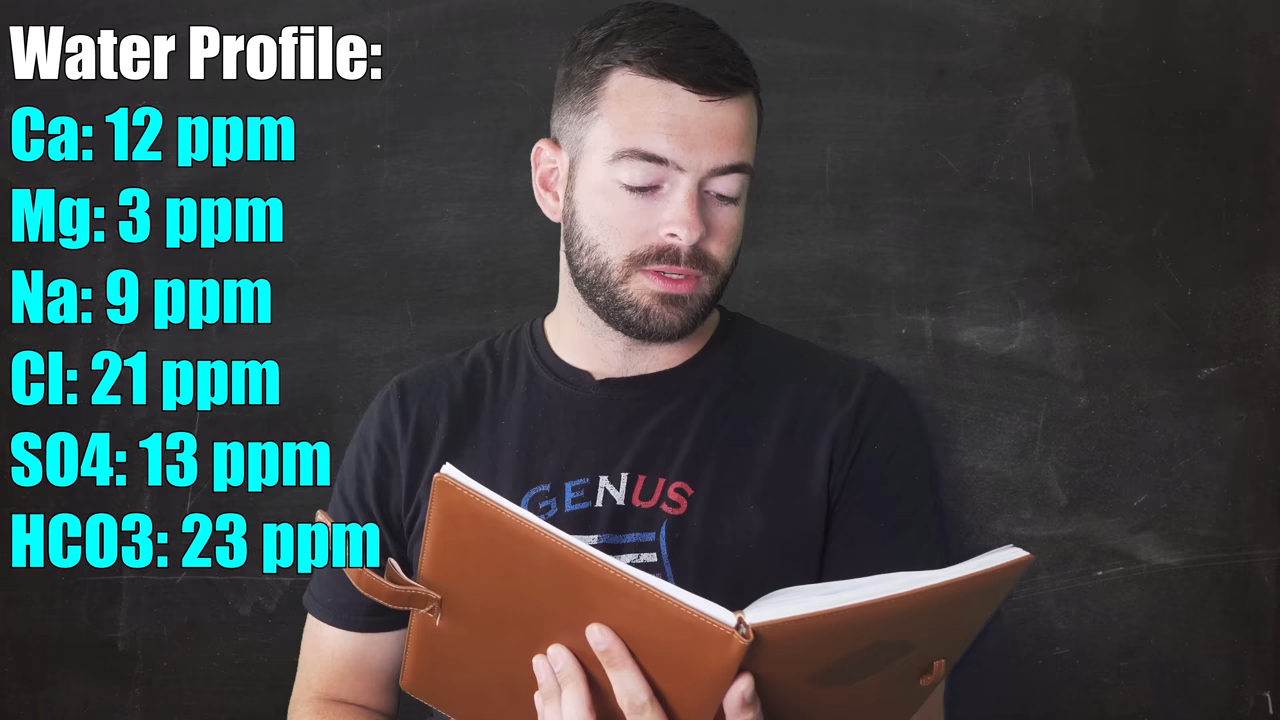 Water Profile:
Ca: 12 ppm
Mg: 3 ppm
Na: 9 ppm
Cl: 21 ppm
SO4: 13 ppm
HCO3: 23 ppm
GENUS